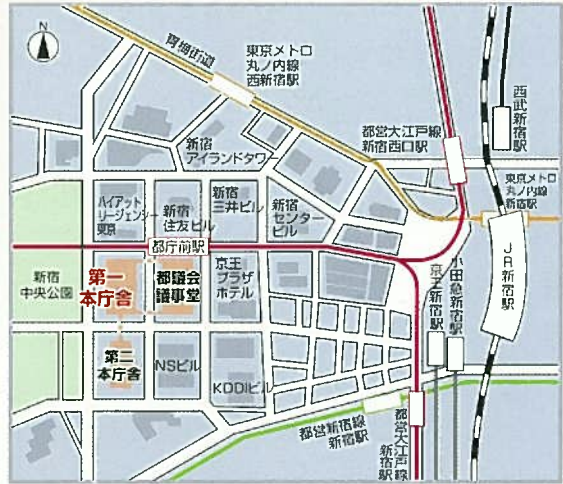 N
青梅街道
東京メトロ
丸ノ内線
西新宿駅
西武新宿駅
新宿
アイランドタワー
都営大江戸線
新宿西口駅
東京メトロ
丸ノ内線
新宿駅
ハイアット
リージェンシー
東京
新宿
住友ビル
新宿
三井ビル
新宿
センター
ビル
都庁前駅
JR新宿駅
新宿
中央公園
第一
本庁舎
都議会
議事堂
京王
プラザ
ホテル
京王新宿駅
小田急新宿駅
第二
本庁舎
NSビル
KDDIビル
都営新宿線
新宿駅
都営大江戸線
新宿駅